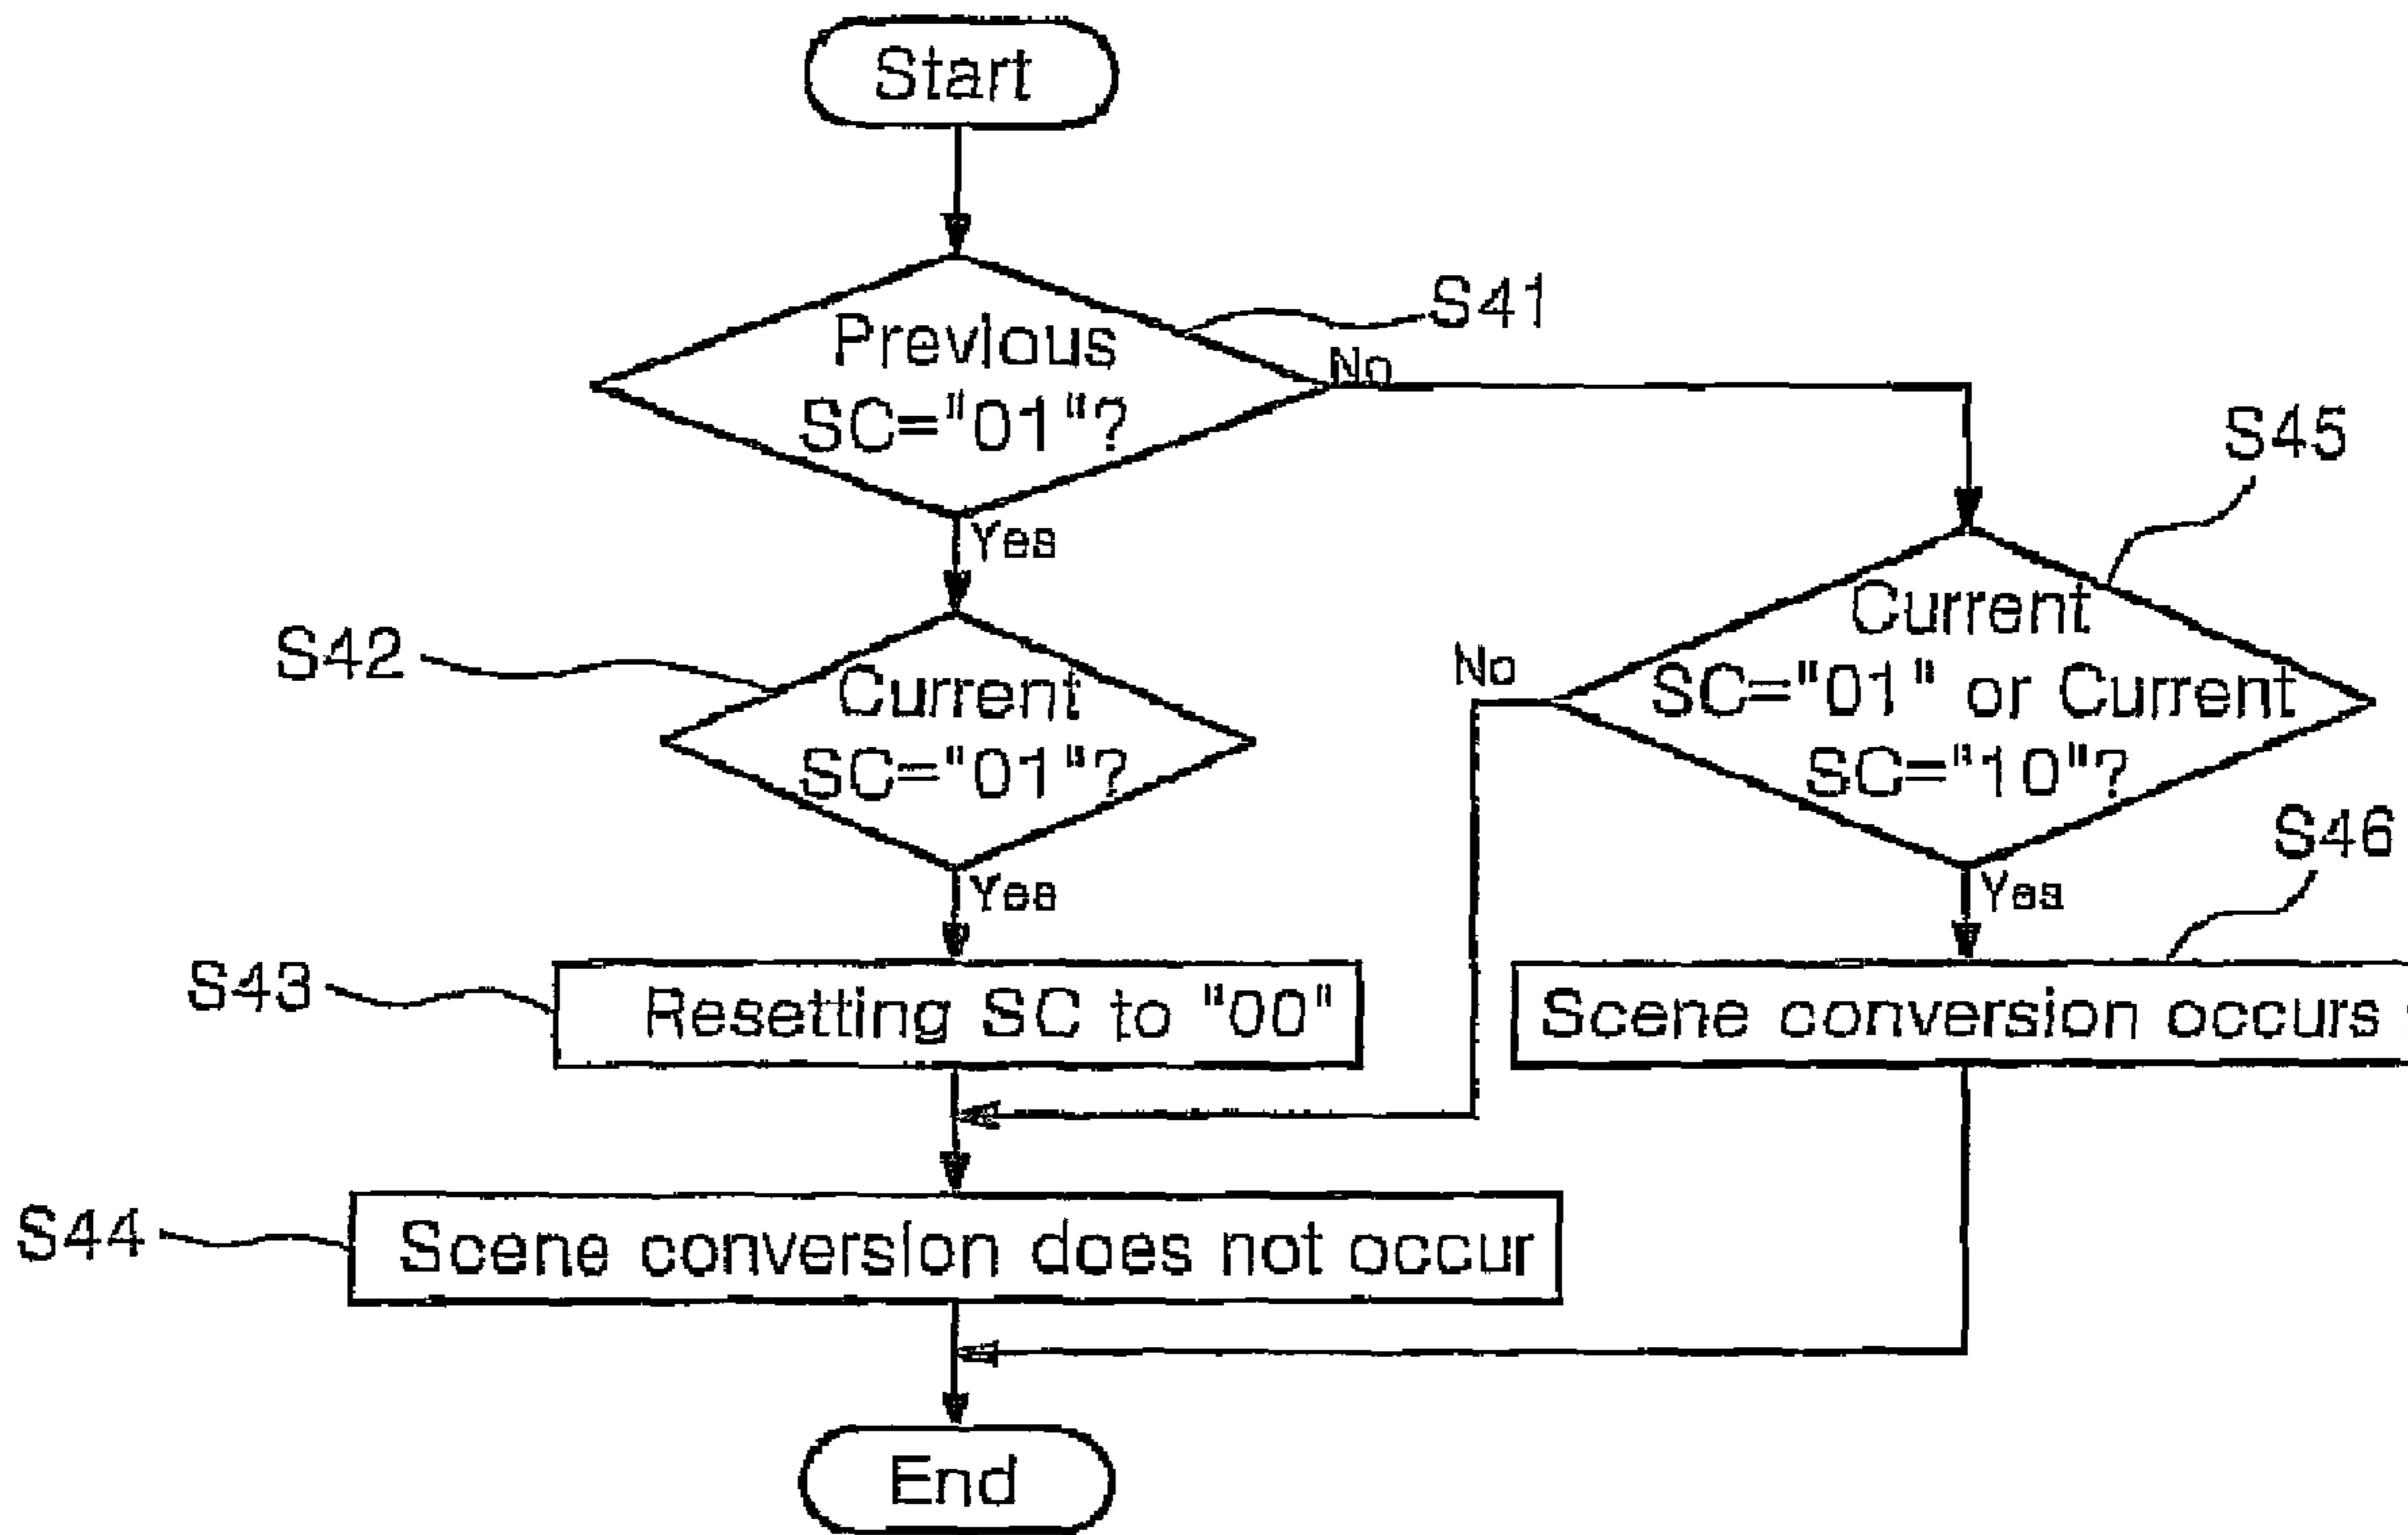 Start
S41
Previous
SC="01"?
No
Yes
S45
Current
SC="01" or Current
SC="10"?
No
Yes
S42
Current
SC="01"?
Yes
S46
S43
Resetting SC to "00"
Scene conversion occurs
S44
Scene conversion does not occur
End